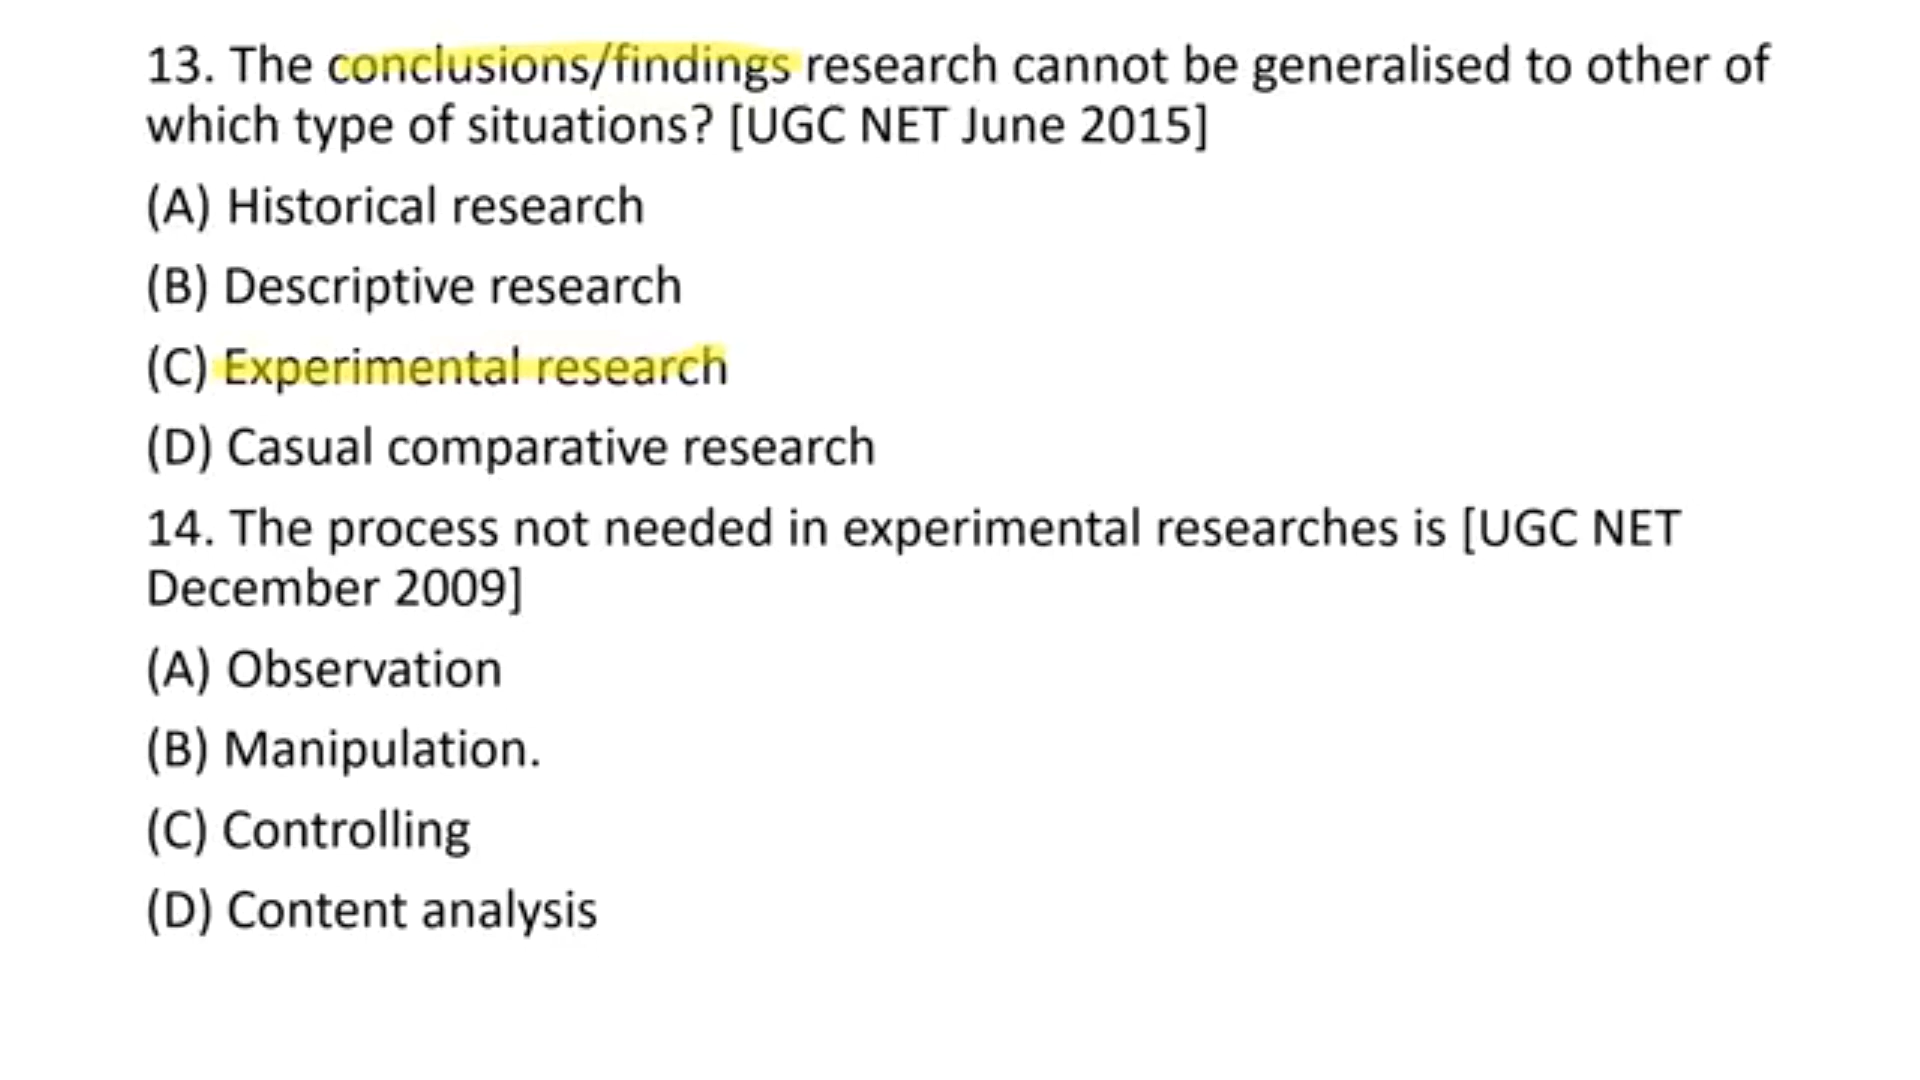 13. The conclusions/findings research cannot be generalised to other of
which type of situations? [UGC NET June 2015]
(A) Historical research
(B) Descriptive research
(C) Experimental research
(D) Casual comparative research
14. The process not needed in experimental researches is [UGC NET
December 2009]
(A) Observation
(B) Manipulation.
(C) Controlling
(D) Content analysis